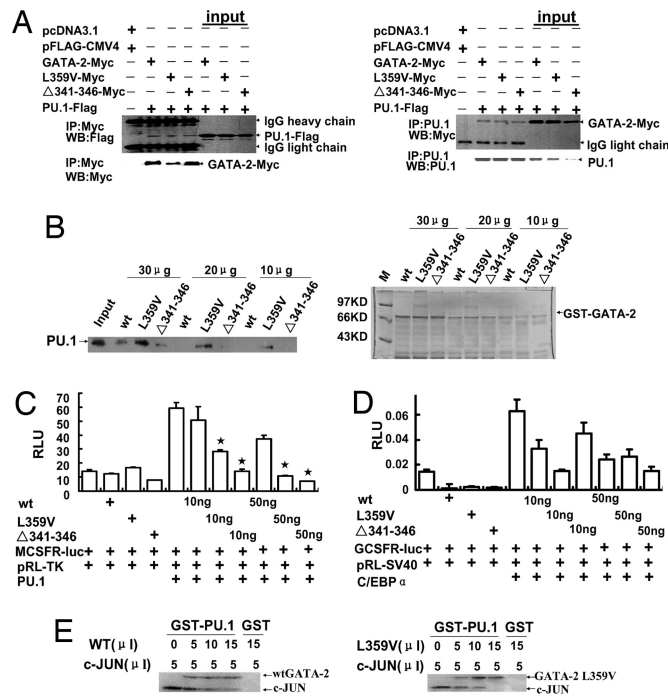 A
input
pcDNA3.1 + − − − − − −
pFLAG-CMV4 + − − − − − −
GATA-2-Myc − + − − + − −
L359V-Myc − − + − − + −
△341-346-Myc − − − + − − +
PU.1-Flag − + + + + + +
IP:Myc
WB:Flag
IgG heavy chain
PU.1-Flag
IgG light chain
IP:Myc
WB:Myc
GATA-2-Myc
input
pcDNA3.1 + − − − − − −
pFLAG-CMV4 + − − − − − −
GATA-2-Myc − + − − + − −
L359V-Myc − − + − − + −
△341-346-Myc − − − + − − +
PU.1-Flag − + + + + + +
IP:PU.1
WB:Myc
GATA-2-Myc
IgG light chain
IP:PU.1
WB:PU.1
PU.1
B
30 μg 20 μg 10 μg
Input wt L359V △341-346 wt L359V △341-346 wt L359V △341-346
PU.1
30 μg 20 μg 10 μg
M wt L359V △341-346 wt L359V △341-346 wt L359V △341-346
97KD
66KD
43KD
GST-GATA-2
C
RLU
70
60
50
40
30
20
10
0
★ ★ ★ ★
wt + 10ng 50ng
L359V + 10ng 50ng
△341-346 + 10ng 50ng
MCSFR-luc + + + + + + + + + + +
pRL-TK + + + + + + + + + + +
PU.1 + + + + + + +
D
RLU
0.06
0.04
0.02
0
wt + 10ng 50ng
L359V + 10ng 50ng
△341-346 + 10ng 50ng
GCSFR-luc + + + + + + + + + + +
pRL-SV40 + + + + + + + + + + +
C/EBP α + + + + + + +
E
GST-PU.1 GST
WT(μl) 0 5 10 15 15
c-JUN(μl) 5 5 5 5 5
wtGATA-2
c-JUN
GST-PU.1 GST
L359V(μl) 0 5 10 15 15
c-JUN(μl) 5 5 5 5 5
GATA-2 L359V
c-JUN